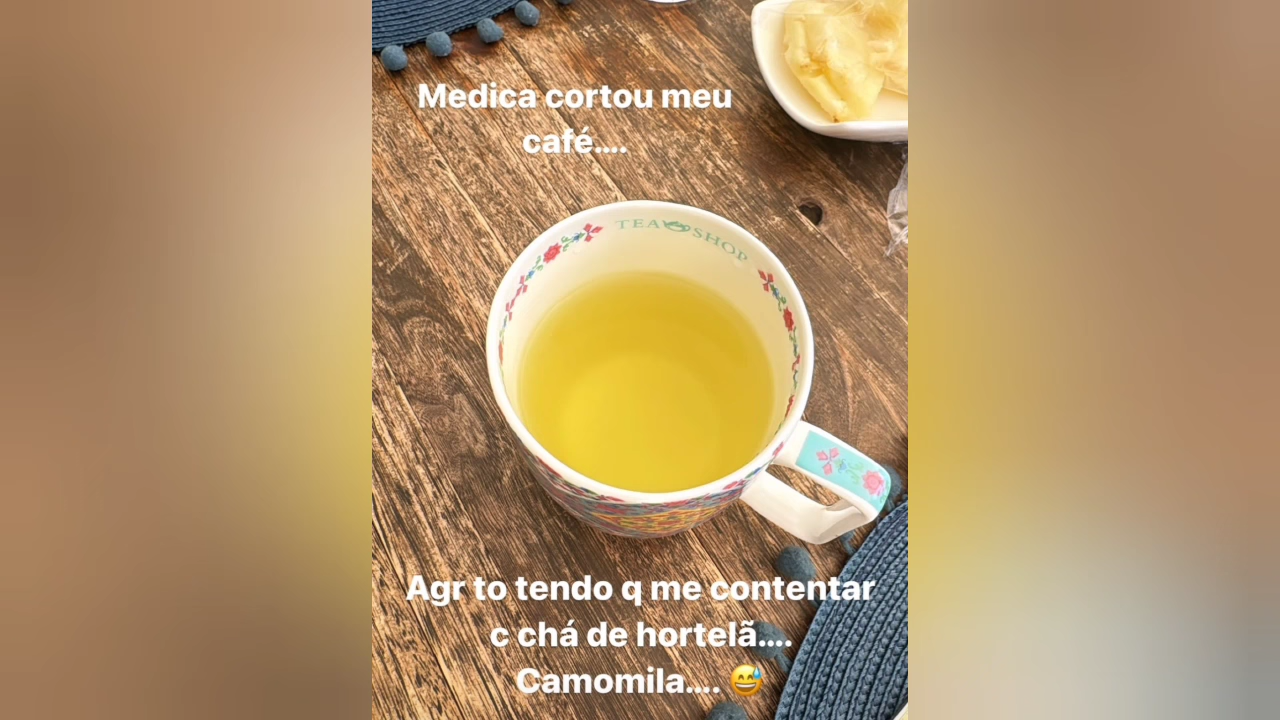 Medica cortou meu
café....
TEA SHOP
Agr to tendo q me contentar
c chá de hortelã....
Camomila.... 😅